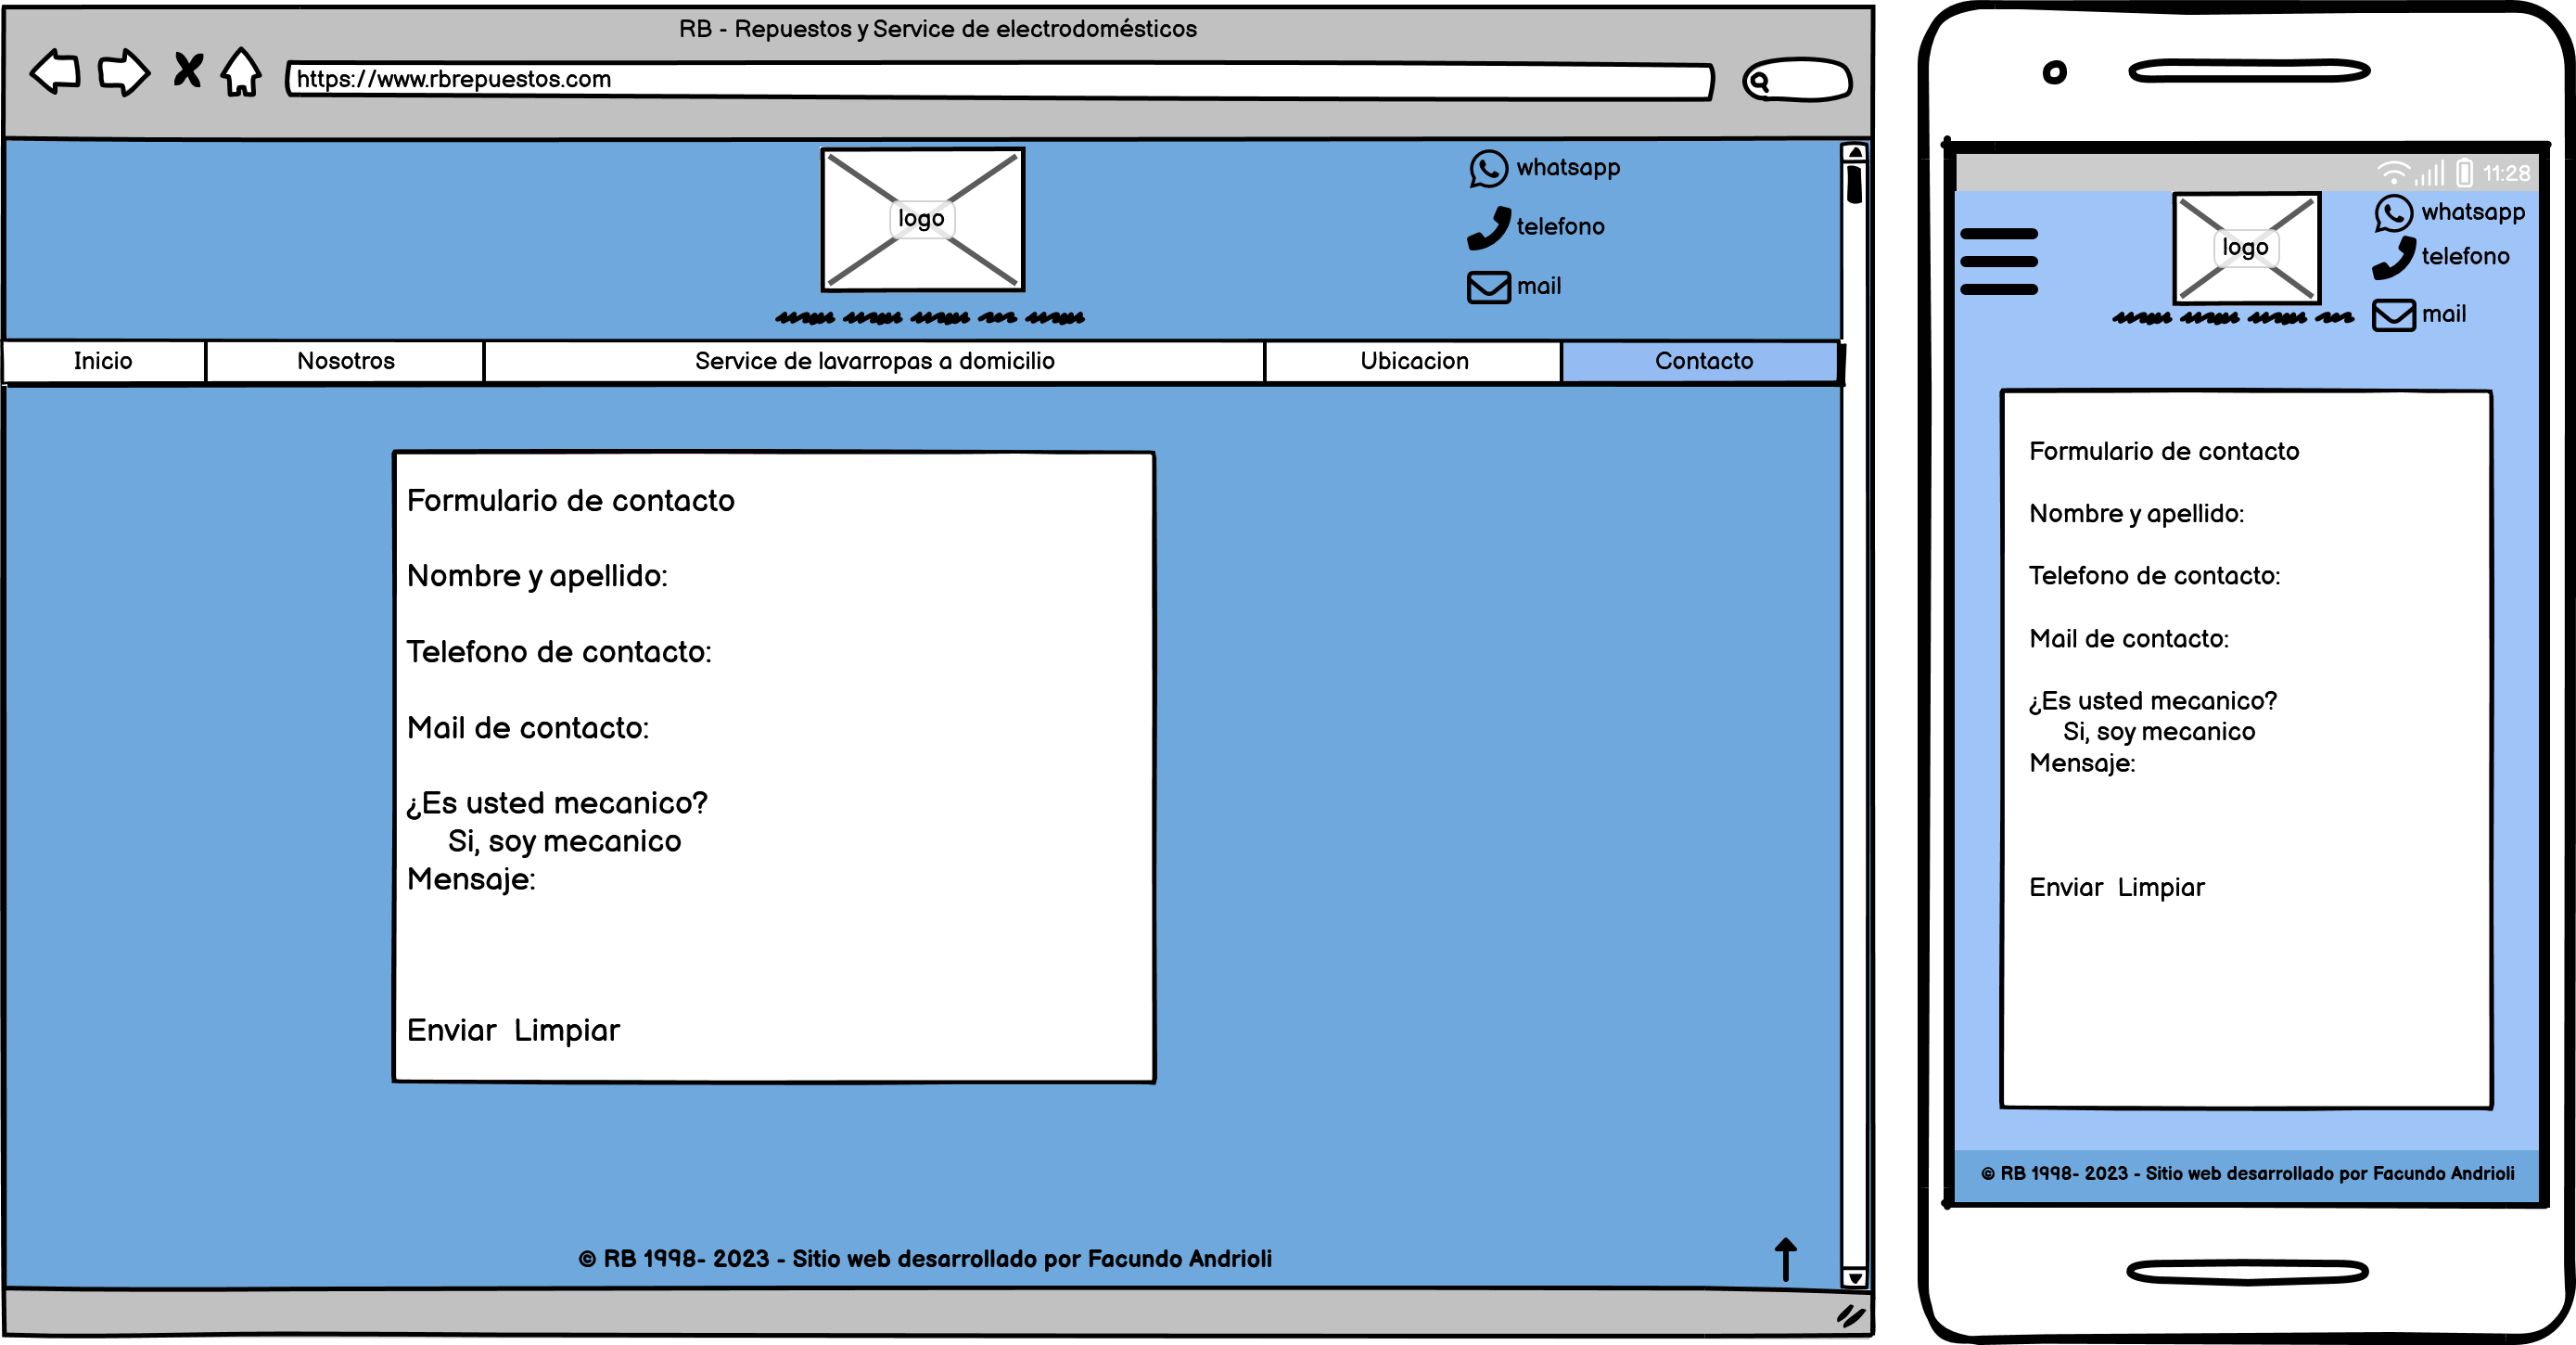 RB - Repuestos y Service de electrodomésticos
https://www.rbrepuestos.com
logo
whatsapp
telefono
mail
Inicio
Nosotros
Service de lavarropas a domicilio
Ubicacion
Contacto
Formulario de contacto
Nombre y apellido:
Telefono de contacto:
Mail de contacto:
¿Es usted mecanico?
Si, soy mecanico
Mensaje:
Enviar Limpiar
© RB 1998- 2023 - Sitio web desarrollado por Facundo Andrioli
11:28
logo
whatsapp
telefono
mail
Formulario de contacto
Nombre y apellido:
Telefono de contacto:
Mail de contacto:
¿Es usted mecanico?
Si, soy mecanico
Mensaje:
Enviar Limpiar
© RB 1998- 2023 - Sitio web desarrollado por Facundo Andrioli